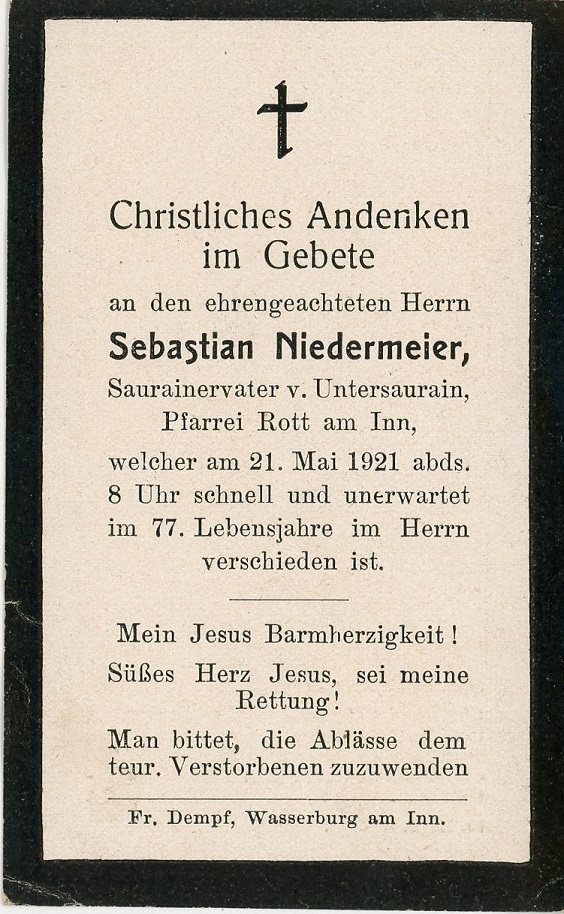 Christliches Andenken
im Gebete
an den ehrengeachteten Herrn
Sebastian Niedermeier,
Saurainervater v. Untersaurain,
Pfarrei Rott am Inn,
welcher am 21. Mai 1921 abds.
8 Uhr schnell und unerwartet
im 77. Lebensjahre im Herrn
verschieden ist.
Mein Jesus Barmherzigkeit!
Süßes Herz Jesus, sei meine
Rettung!
Man bittet, die Ablässe dem
teur. Verstorbenen zuzuwenden
Fr. Dempf, Wasserburg am Inn.